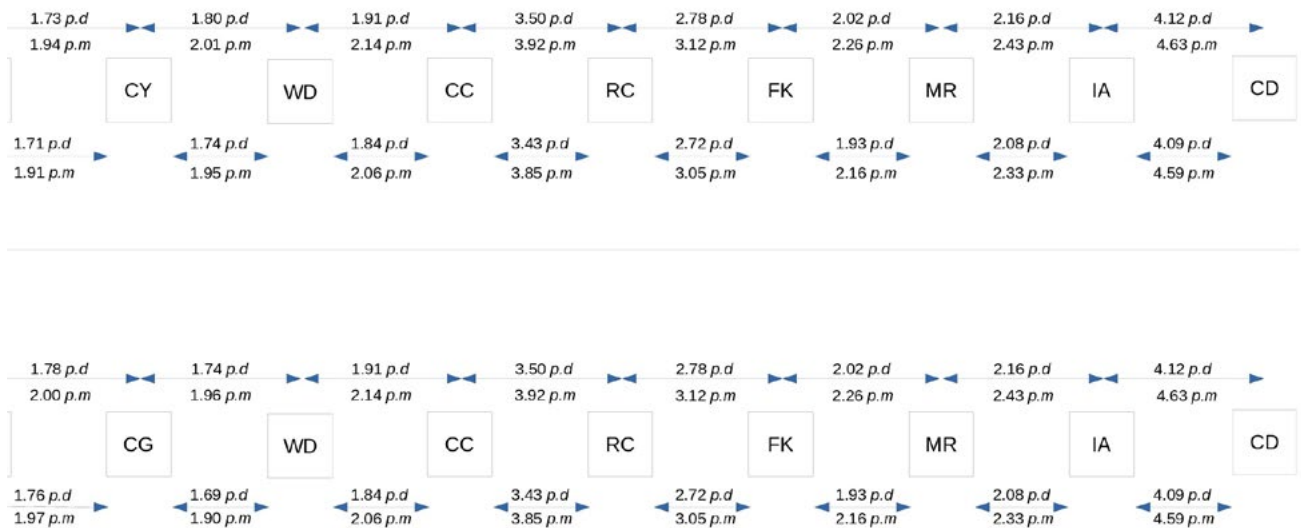 1.73 p.d 1.80 p.d 1.91 p.d 3.50 p.d 2.78 p.d 2.02 p.d 2.16 p.d 4.12 p.d
1.94 p.m 2.01 p.m 2.14 p.m 3.92 p.m 3.12 p.m 2.26 p.m 2.43 p.m 4.63 p.m
CY WD CC RC FK MR IA CD
1.71 p.d 1.74 p.d 1.84 p.d 3.43 p.d 2.72 p.d 1.93 p.d 2.08 p.d 4.09 p.d
1.91 p.m 1.95 p.m 2.06 p.m 3.85 p.m 3.05 p.m 2.16 p.m 2.33 p.m 4.59 p.m
1.78 p.d 1.74 p.d 1.91 p.d 3.50 p.d 2.78 p.d 2.02 p.d 2.16 p.d 4.12 p.d
2.00 p.m 1.96 p.m 2.14 p.m 3.92 p.m 3.12 p.m 2.26 p.m 2.43 p.m 4.63 p.m
CG WD CC RC FK MR IA CD
1.76 p.d 1.69 p.d 1.84 p.d 3.43 p.d 2.72 p.d 1.93 p.d 2.08 p.d 4.09 p.d
1.97 p.m 1.90 p.m 2.06 p.m 3.85 p.m 3.05 p.m 2.16 p.m 2.33 p.m 4.59 p.m